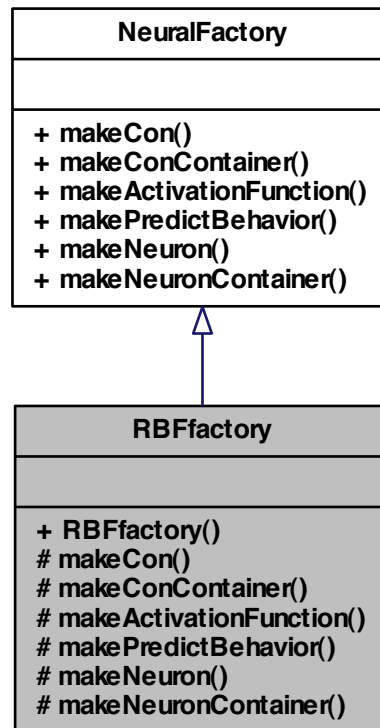 NeuralFactory
+ makeCon()
+ makeConContainer()
+ makeActivationFunction()
+ makePredictBehavior()
+ makeNeuron()
+ makeNeuronContainer()
RBFfactory
+ RBFfactory()
# makeCon()
# makeConContainer()
# makeActivationFunction()
# makePredictBehavior()
# makeNeuron()
# makeNeuronContainer()